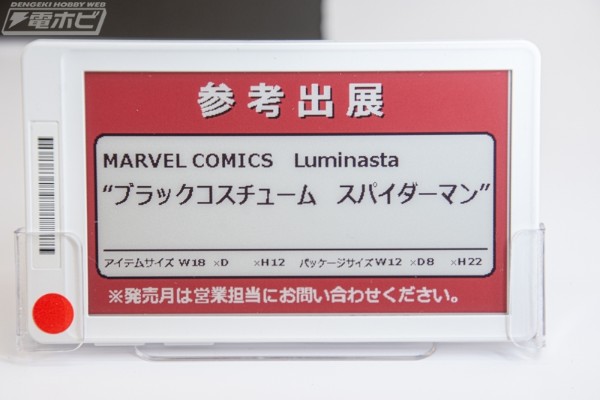 DENGEKI HOBBY WEB
電ホビ
参考出展
MARVEL COMICS Luminasta
“ブラックコスチューム スパイダーマン”
アイテムサイズ W18 ×D ×H12 パッケージサイズ W12 ×D8 ×H22
※発売月は営業担当にお問い合わせください。